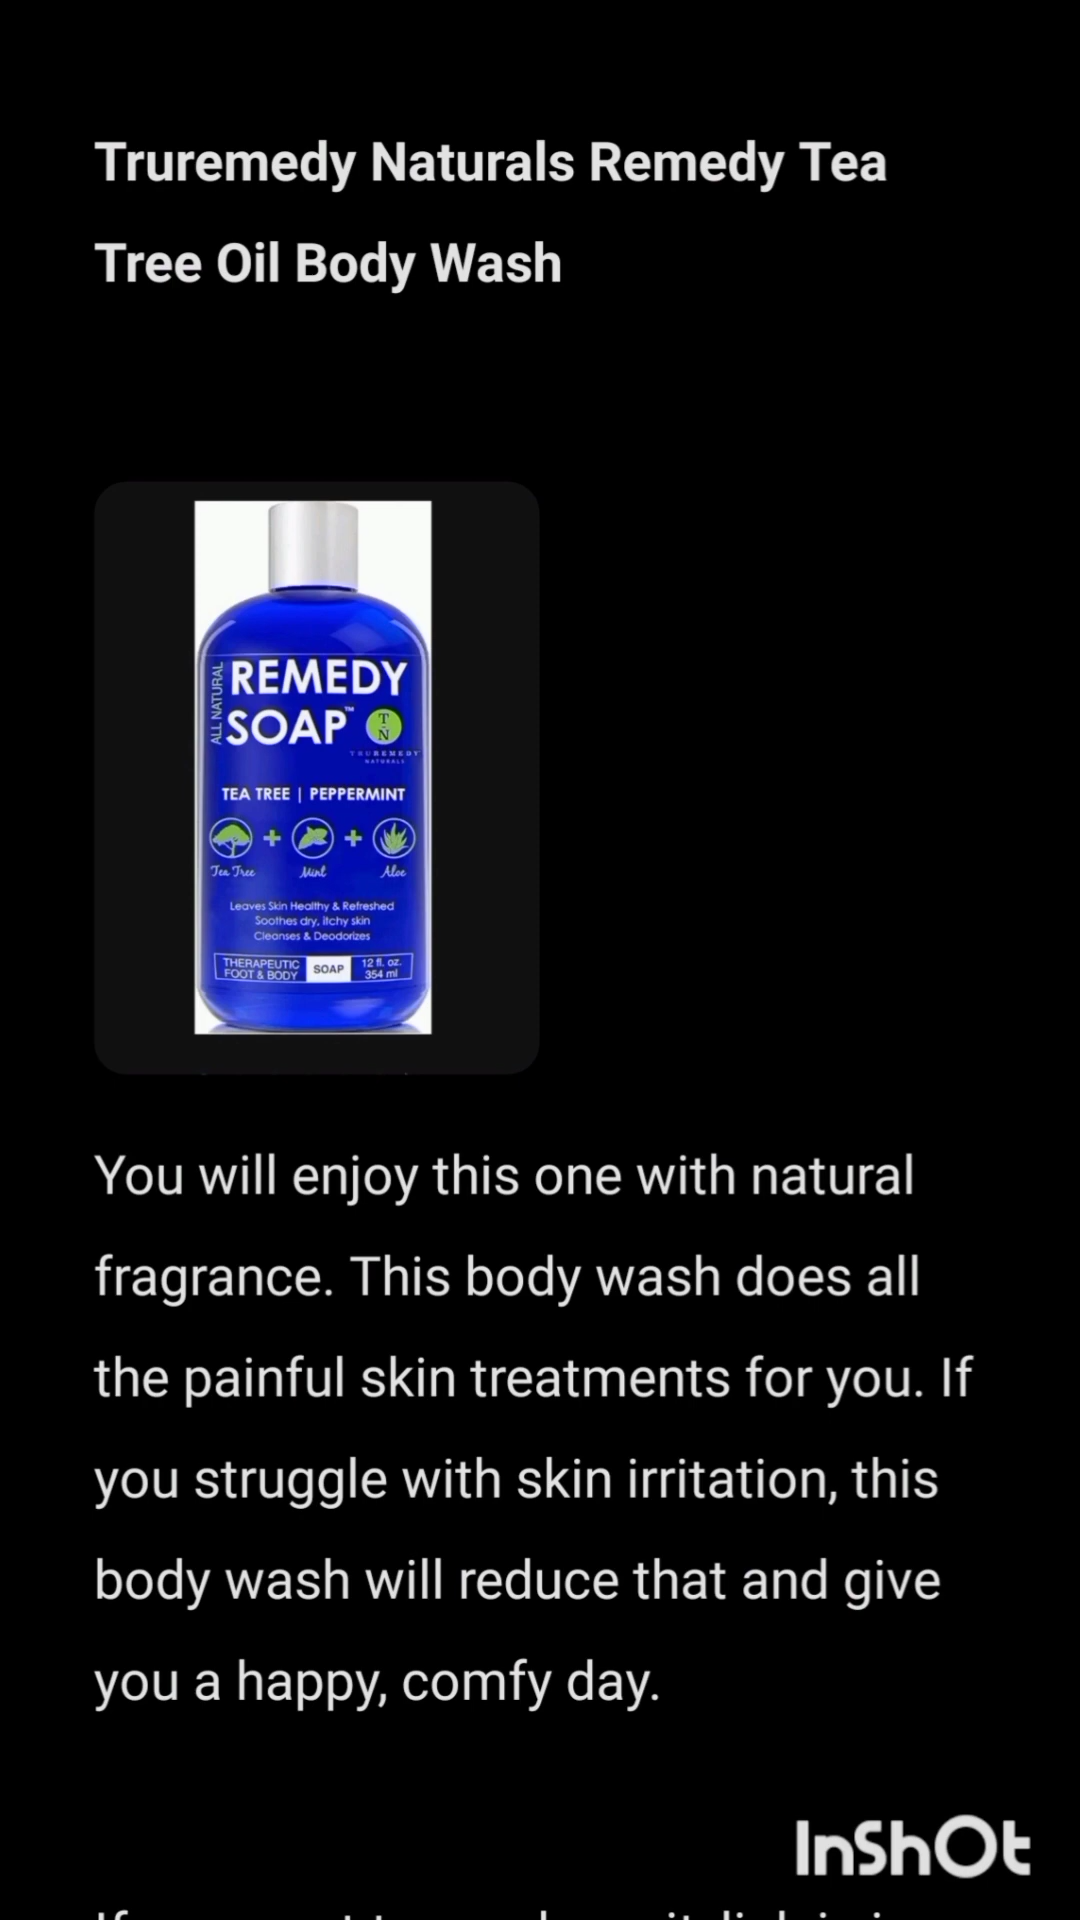 Truremedy Naturals Remedy Tea
Tree Oil Body Wash
ALL NATURAL
REMEDY
SOAP™
T
N
TRUREMEDY
NATURALS
TEA TREE | PEPPERMINT
Tea Tree
Mint
Aloe
Leaves Skin Healthy & Refreshed
Soothes dry, itchy skin
Cleanses & Deodorizes
THERAPEUTIC
FOOT & BODY
SOAP
12 fl. oz.
354 ml
You will enjoy this one with natural
fragrance. This body wash does all
the painful skin treatments for you. If
you struggle with skin irritation, this
body wash will reduce that and give
you a happy, comfy day.
InShOt